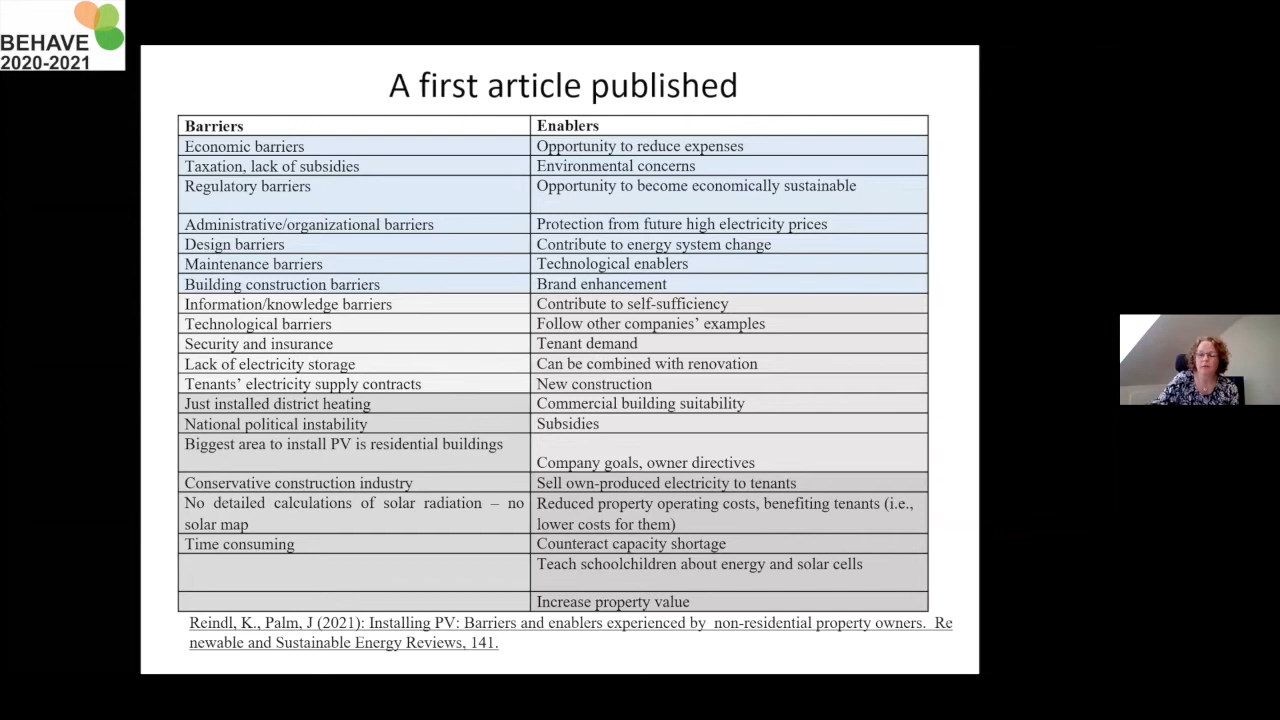 BEHAVE
2020-2021
A first article published
Barriers Enablers
Economic barriers Opportunity to reduce expenses
Taxation, lack of subsidies Environmental concerns
Regulatory barriers Opportunity to become economically sustainable
Administrative/organizational barriers Protection from future high electricity prices
Design barriers Contribute to energy system change
Maintenance barriers Technological enablers
Building construction barriers Brand enhancement
Information/knowledge barriers Contribute to self-sufficiency
Technological barriers Follow other companies’ examples
Security and insurance Tenant demand
Lack of electricity storage Can be combined with renovation
Tenants’ electricity supply contracts New construction
Just installed district heating Commercial building suitability
National political instability Subsidies
Biggest area to install PV is residential buildings
Company goals, owner directives
Conservative construction industry Sell own-produced electricity to tenants
No detailed calculations of solar radiation – no Reduced property operating costs, benefiting tenants (i.e.,
solar map lower costs for them)
Time consuming Counteract capacity shortage
Teach schoolchildren about energy and solar cells
Increase property value
Reindl, K., Palm, J (2021): Installing PV: Barriers and enablers experienced by non-residential property owners. Re
newable and Sustainable Energy Reviews, 141.